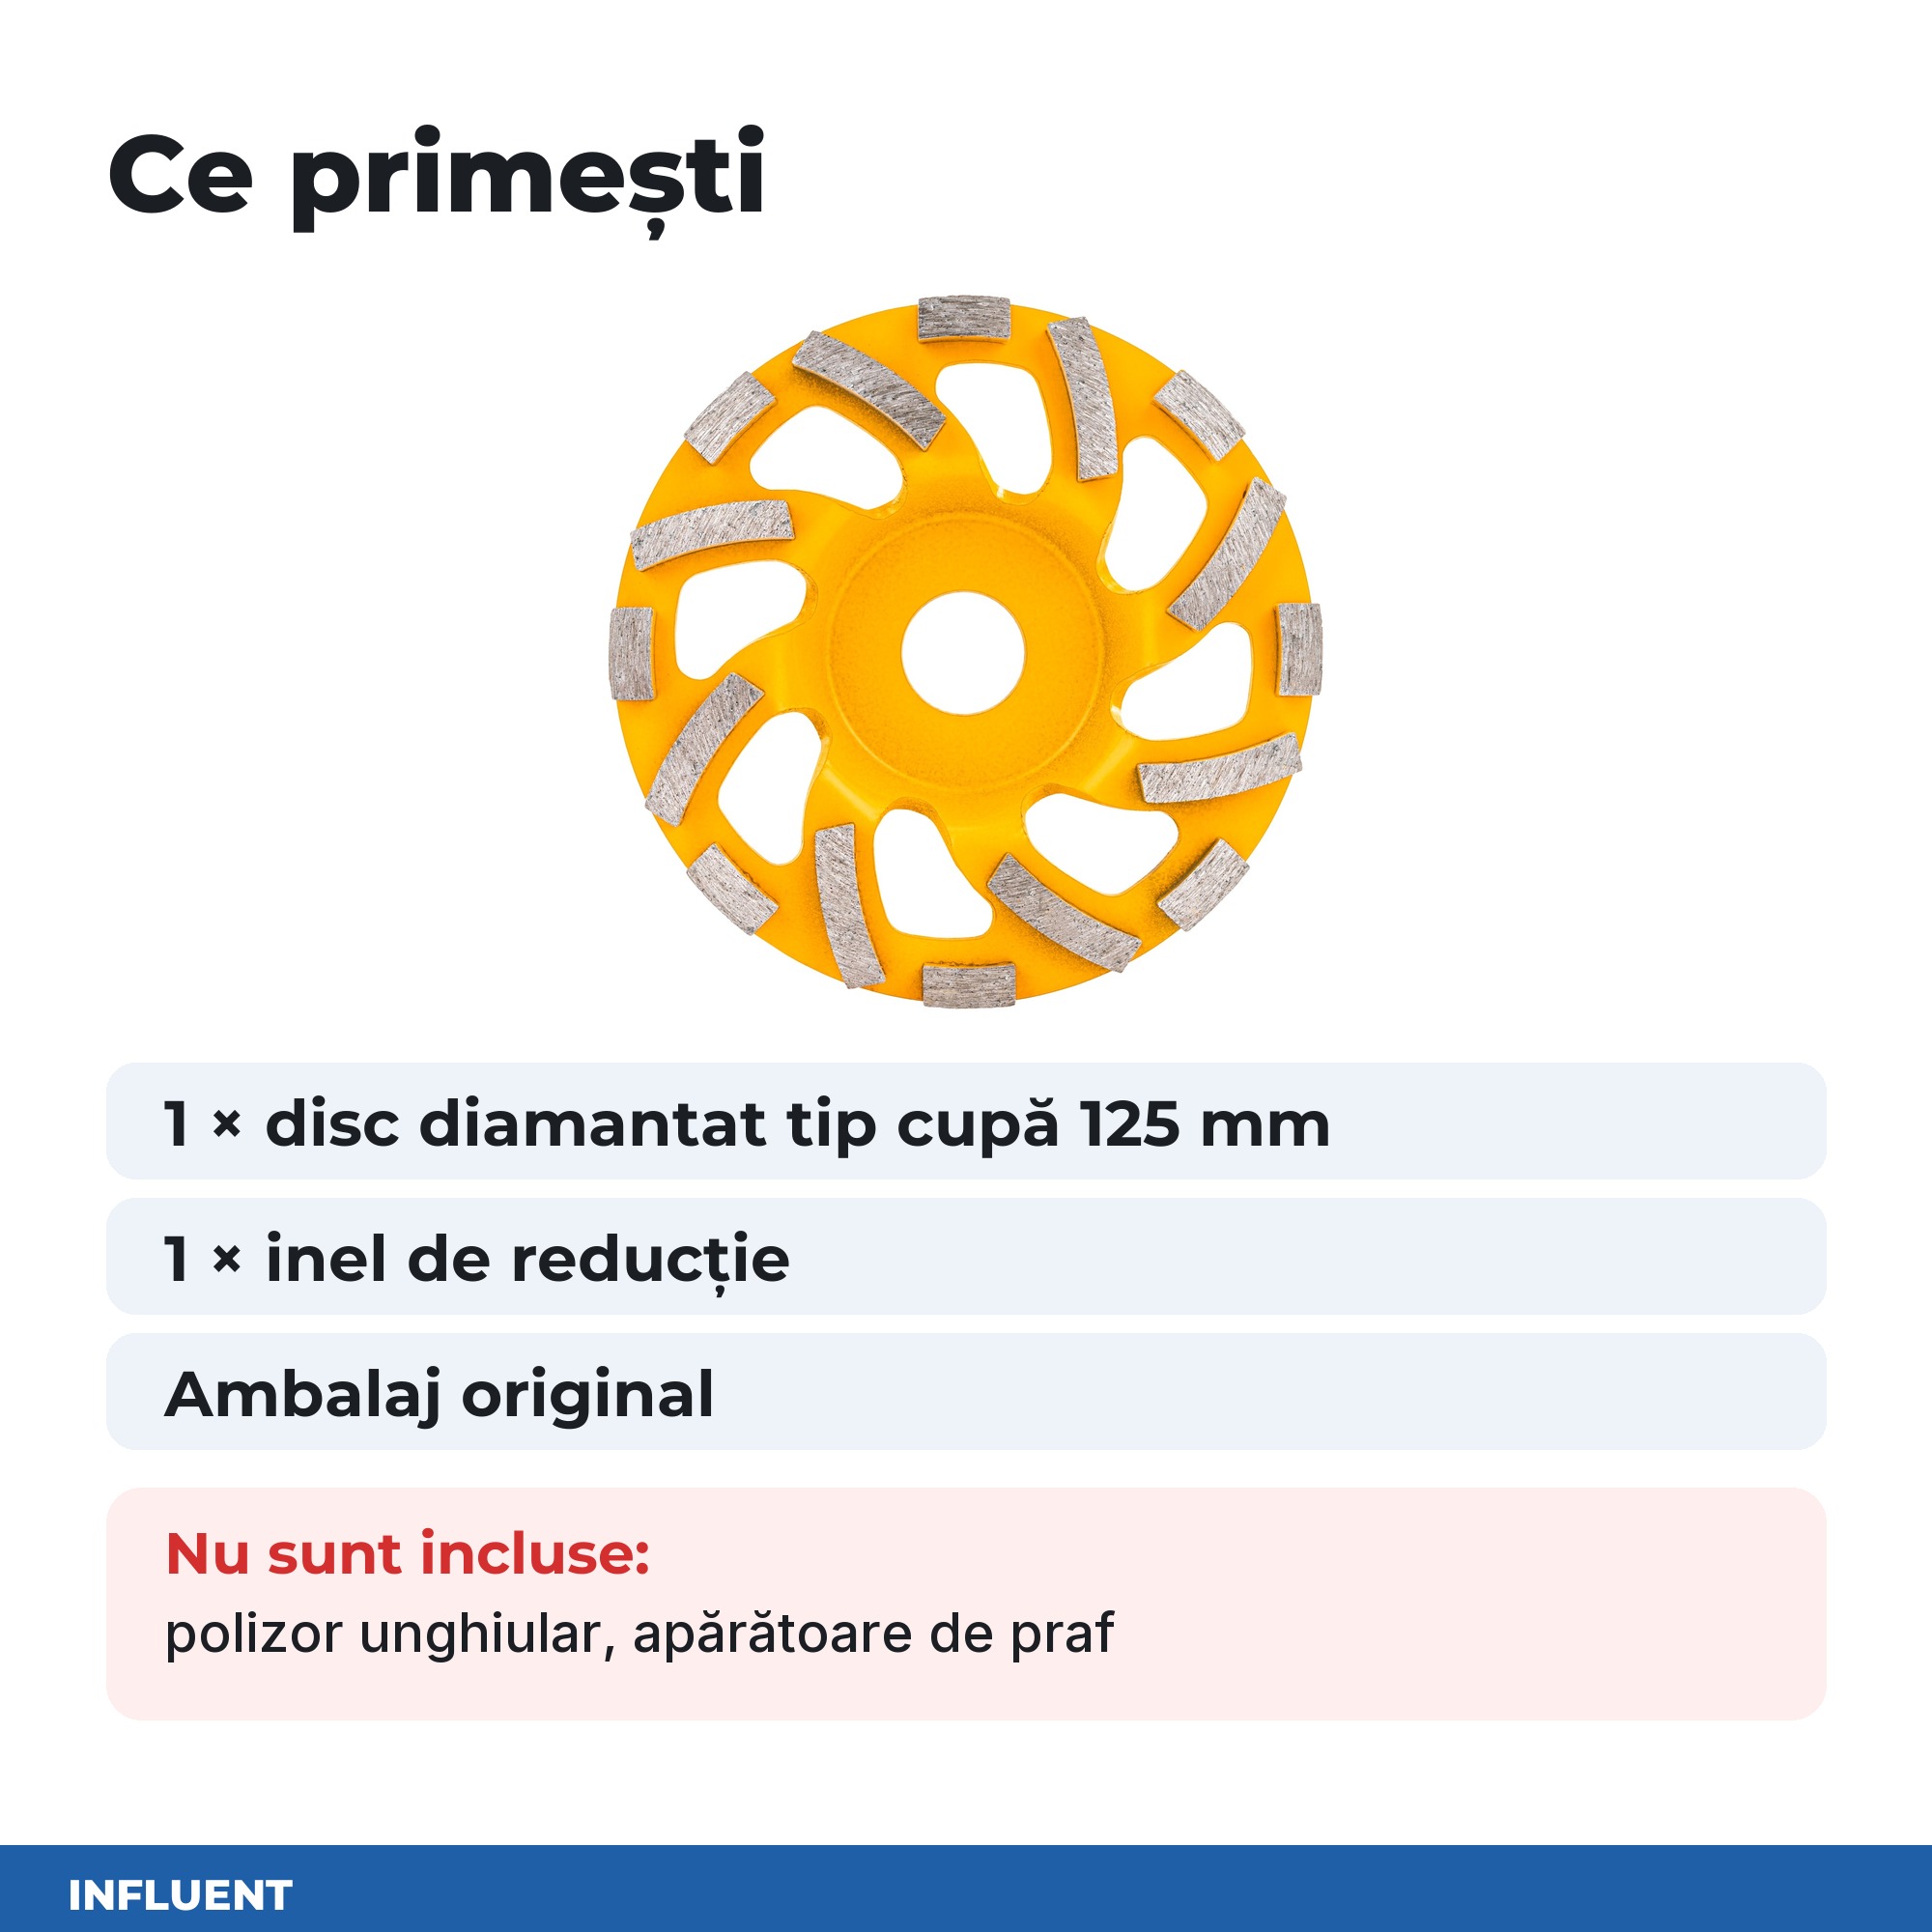 Ce primești
1 × disc diamantat tip cupă 125 mm
1 × inel de reducție
Ambalaj original
Nu sunt incluse:
polizor unghiular, apărătoare de praf
INFLUENT